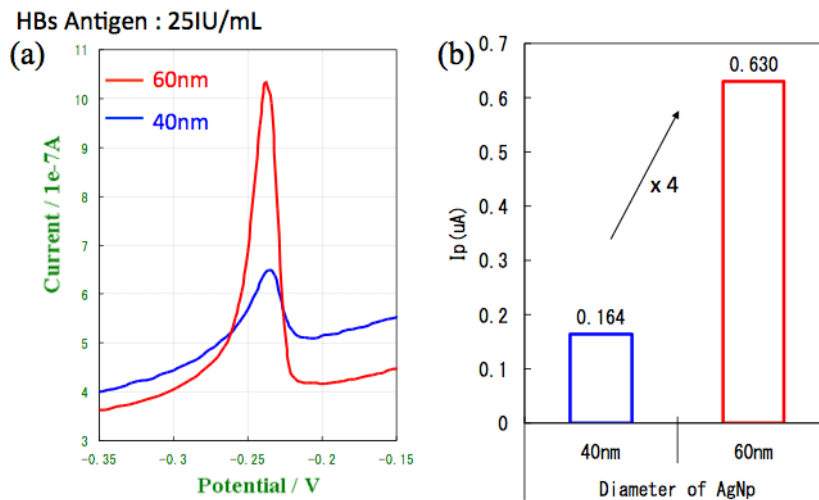 HBs Antigen : 25IU/mL
(a)
60nm
40nm
Current / 1e-7A
11
10
9
8
7
6
5
4
3
-0.35
-0.3
-0.25
-0.2
-0.15
Potential / V
(b)
Ip(uA)
0.7
0.6
0.5
0.4
0.3
0.2
0.1
0
0.630
x 4
0.164
40nm
60nm
Diameter of AgNp